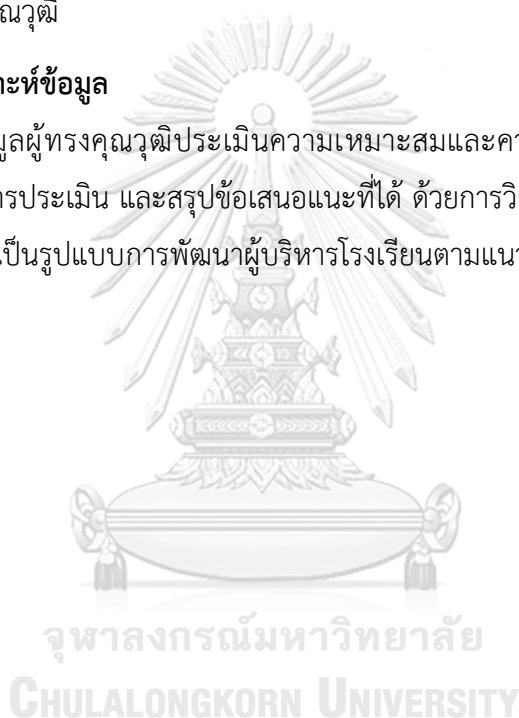 ณวุฒิ
าะห์ข้อมูล
มูลผู้ทรงคุณวุฒิประเมินความเหมาะสมและคว
ารประเมิน และสรุปข้อเสนอแนะที่ได้ ด้วยการวิ
เป็นรูปแบบการพัฒนาผู้บริหารโรงเรียนตามแนว
จุฬาลงกรณ์มหาวิทยาลัย
CHULALONGKORN UNIVERSITY